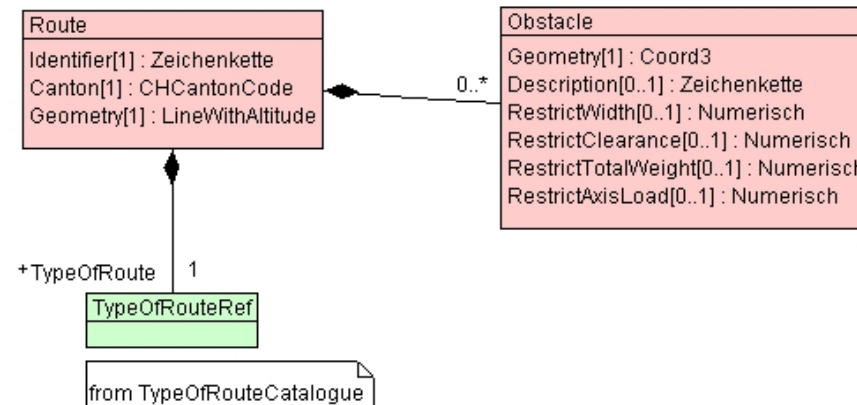 Route
Identifier[1] : Zeichenkette
Canton[1] : CHCantonCode
Geometry[1] : LineWithAltitude
Obstacle
Geometry[1] : Coord3
Description[0..1] : Zeichenkette
RestrictWidth[0..1] : Numerisch
RestrictClearance[0..1] : Numerisch
RestrictTotalWeight[0..1] : Numerisch
RestrictAxisLoad[0..1] : Numerisch
0..*
+TypeOfRoute
1
TypeOfRouteRef
from TypeOfRouteCatalogue